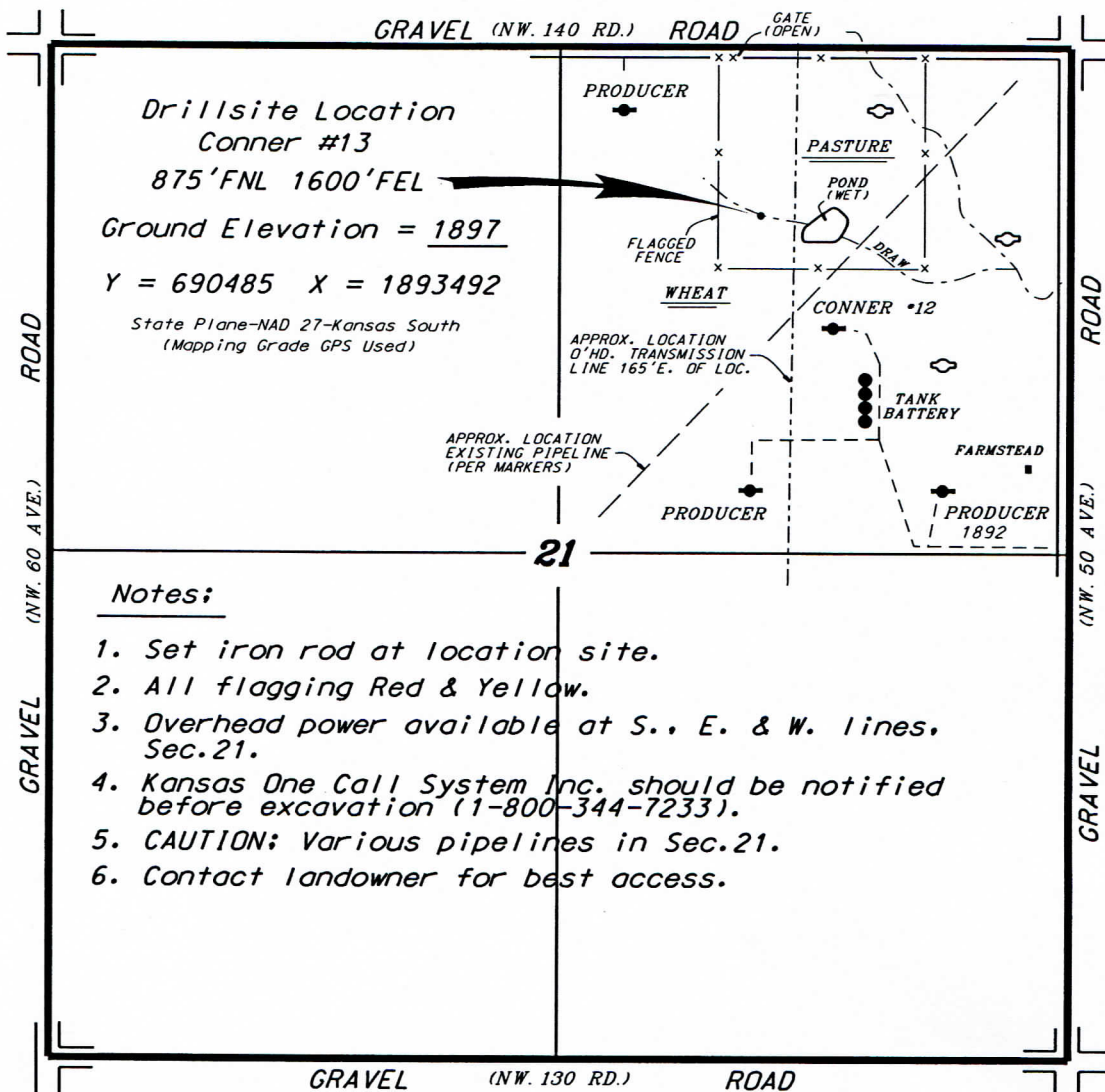 GRAVEL (NW. 140 RD.) ROAD
GATE
(OPEN)
Drillsite Location
Conner #13
875'FNL 1600'FEL
Ground Elevation = 1897
Y = 690485 X = 1893492
State Plane-NAD 27-Kansas South
(Mapping Grade GPS Used)
PRODUCER
PASTURE
POND
(WET)
FLAGGED
FENCE
DRAW
WHEAT
CONNER #12
APPROX. LOCATION
O'HD. TRANSMISSION
LINE 165'E. OF LOC.
TANK
BATTERY
APPROX. LOCATION
EXISTING PIPELINE
(PER MARKERS)
FARMSTEAD
PRODUCER
PRODUCER
1892
21
GRAVEL (NW. 60 AVE.) ROAD
GRAVEL (NW. 50 AVE.) ROAD
Notes:
1. Set iron rod at location site.
2. All flagging Red & Yellow.
3. Overhead power available at S., E. & W. lines,
Sec.21.
4. Kansas One Call System Inc. should be notified
before excavation (1-800-344-7233).
5. CAUTION: Various pipelines in Sec.21.
6. Contact landowner for best access.
GRAVEL (NW. 130 RD.) ROAD